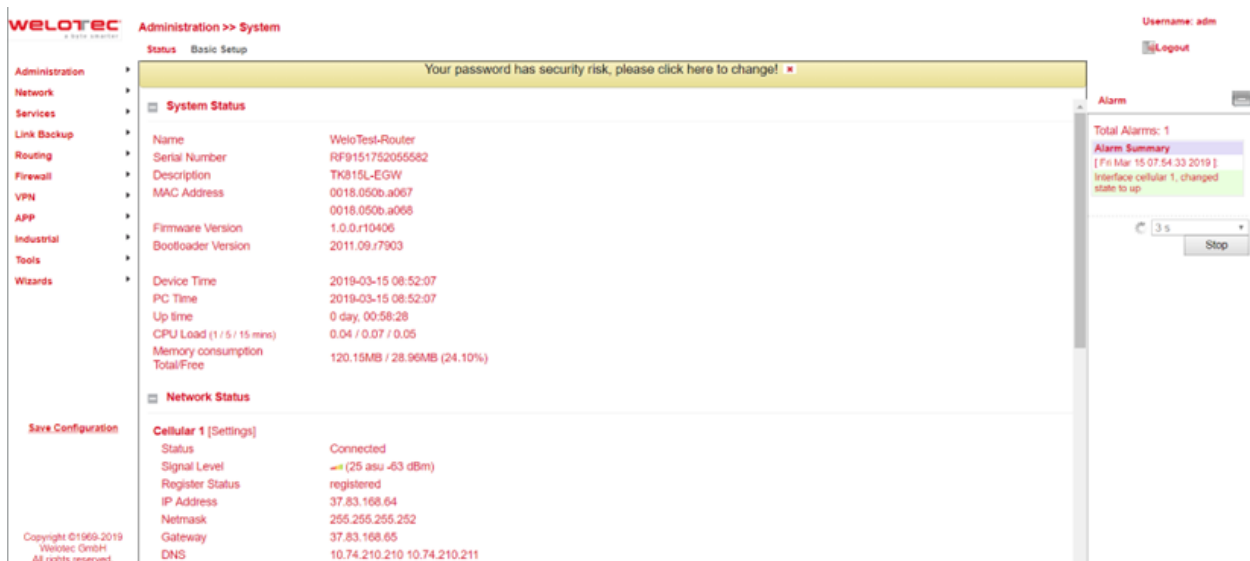 WELOTEC
a byte smarter
Administration >> System
Username: adm
Status Basic Setup
Logout
Your password has security risk, please click here to change!
Administration
Network
Services
Link Backup
Routing
Firewall
VPN
APP
Industrial
Tools
Wizards
Save Configuration
Copyright ©1969-2019
Welotec GmbH
All rights reserved
System Status
Name WeloTest-Router
Serial Number RF9151752055582
Description TK815L-EGW
MAC Address 0018.050b.a067
0018.050b.a068
Firmware Version 1.0.0.r10406
Bootloader Version 2011.09.r7903
Device Time 2019-03-15 08:52:07
PC Time 2019-03-15 08:52:07
Up time 0 day, 00:58:28
CPU Load (1 / 5 / 15 mins) 0.04 / 0.07 / 0.05
Memory consumption
Total/Free 120.15MB / 28.96MB (24.10%)
Network Status
Cellular 1 [Settings]
Status Connected
Signal Level (25 asu -63 dBm)
Register Status registered
IP Address 37.83.168.64
Netmask 255.255.255.252
Gateway 37.83.168.65
DNS 10.74.210.210 10.74.210.211
Alarm
Total Alarms: 1
Alarm Summary
[ Fri Mar 15 07:54:33 2019 ]
Interface cellular 1, changed
state to up
3 s
Stop